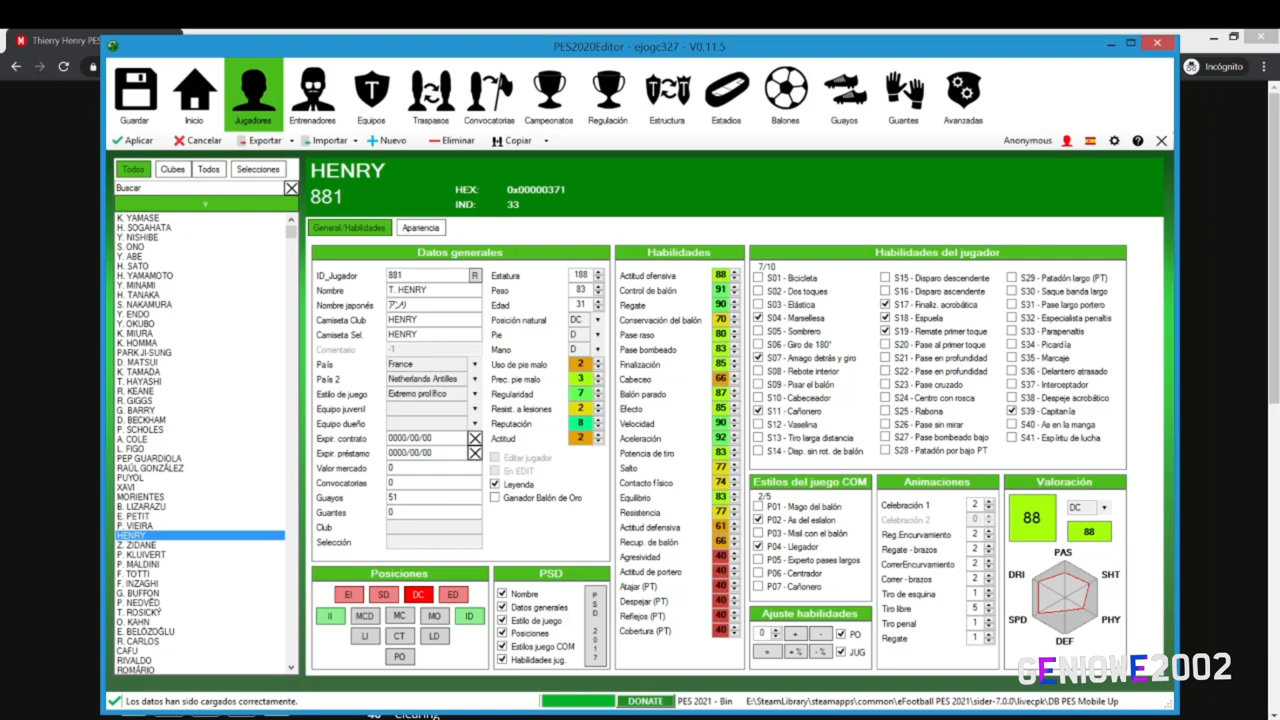 Thierry Henry PES
PES2020Editor - ejogc327 - V0.11.5
Incógnito
Guardar Inicio Jugadores Entrenadores Equipos Traspasos Convocatorias Campeonatos Regulación Estructura Estadios Balones Guayos Guantes Avanzadas
Aplicar Cancelar Exportar Importar Nuevo Eliminar Copiar Anonymous
Todos Clubes Todos Selecciones
Buscar
K. YAMASE
H. SOGAHATA
Y. NISHIBE
S. ONO
Y. ABE
H. SATO
H. YAMAMOTO
Y. MINAMI
H. TANAKA
S. NAKAMURA
Y. ENDO
Y. OKUBO
K. MIURA
K. HOMMA
PARK JI-SUNG
D. MATSUI
K. TAMADA
T. HAYASHI
R. KEANE
R. GIGGS
G. BARRY
D. BECKHAM
P. SCHOLES
A. COLE
L. FIGO
PEP GUARDIOLA
RAÚL GONZÁLEZ
PUYOL
XAVI
MORIENTES
B. LIZARAZU
E. PETIT
P. VIEIRA
HENRY
Z. ZIDANE
P. KLUIVERT
P. MALDINI
F. TOTTI
F. INZAGHI
G. BUFFON
P. NEDVĚD
T. ROSICKÝ
O. KAHN
E. BELÖZOĞLU
R. CARLOS
CAFU
RIVALDO
ROMÁRIO
HENRY
881
HEX: 0x00000371
IND: 33
General/Habilidades Apariencia
Datos generales
ID_Jugador 881 R
Nombre T. HENRY
Nombre japonés アンリ
Camiseta Club HENRY
Camiseta Sel. HENRY
Comentario -1
País France
País 2 Netherlands Antilles
Estilo de juego Extremo prolífico
Equipo juvenil
Equipo dueño
Expir. contrato 0000/00/00
Expir. préstamo 0000/00/00
Valor mercado 0
Convocatorias 0
Guayos 51
Guantes 0
Club
Selección
Estatura 188
Peso 83
Edad 31
Posición natural DC
Pie D
Mano D
Uso de pie malo 2
Prec. pie malo 3
Regularidad 7
Resist. a lesiones 2
Reputación 8
Actitud 2
Editar jugador
En EDIT
Leyenda
Ganador Balón de Oro
Posiciones
EI SD DC ED
II MCD MC MO ID
LI CT LD
PO
PSD
Nombre
Datos generales
Estilo de juego
Posiciones
Estilos juego COM
Habilidades jug.
PSD 2017
Habilidades
Actitud ofensiva 88
Control de balón 91
Regate 90
Conservación del balón 70
Pase raso 80
Pase bombeado 83
Finalización 85
Cabeceo 66
Balón parado 87
Efecto 85
Velocidad 90
Aceleración 92
Potencia de tiro 83
Salto 77
Contacto físico 74
Equilibrio 83
Resistencia 77
Actitud defensiva 61
Recup. de balón 66
Agresividad 40
Actitud de portero 40
Atajar (PT) 40
Despejar (PT) 40
Reflejos (PT) 40
Cobertura (PT) 40
Habilidades del jugador
7/10
S01 - Bicicleta
S02 - Dos toques
S03 - Elástica
S04 - Marsellesa
S05 - Sombrero
S06 - Giro de 180°
S07 - Amago detrás y giro
S08 - Rebote interior
S09 - Pisar el balón
S10 - Cabeceador
S11 - Cañonero
S12 - Vaselina
S13 - Tiro larga distancia
S14 - Disp. sin rot. de balón
S15 - Disparo descendente
S16 - Disparo ascendente
S17 - Finaliz. acrobática
S18 - Espuela
S19 - Remate primer toque
S20 - Pase al primer toque
S21 - Pase en profundidad
S22 - Pase en profundidad
S23 - Pase cruzado
S24 - Centro con rosca
S25 - Rabona
S26 - Pase sin mirar
S27 - Pase bombeado bajo
S28 - Patadón por bajo PT
S29 - Patadón largo (PT)
S30 - Saque banda largo
S31 - Pase largo portero
S32 - Especialista penaltis
S33 - Parapenaltis
S34 - Picardía
S35 - Marcaje
S36 - Delantero atrasado
S37 - Interceptador
S38 - Despeje acrobático
S39 - Capitanía
S40 - As en la manga
S41 - Espíritu de lucha
Estilos del juego COM
2/5
P01 - Mago del balón
P02 - As del eslalon
P03 - Misil con el balón
P04 - Llegador
P05 - Experto pases largos
P06 - Centrador
P07 - Cañonero
Ajuste habilidades
0 + - PO
= +% -% JUG
Animaciones
Celebración 1 2
Celebración 2 0
Reg.Encurvamiento 2
Regate - brazos 2
CorrerEncurvamiento 2
Correr - brazos 2
Tiro de esquina 1
Tiro libre 5
Tiro penal 1
Regate 1
Valoración
88 DC
88
PAS
DRI SHT
SPD PHY
DEF
GENIOWE2002
Los datos han sido cargados correctamente. DONATE PES 2021 - Bin E:\SteamLibrary\steamapps\common\eFootball PES 2021\sider-7.0.0\livecpk\DB PES Mobile Up
Clearing